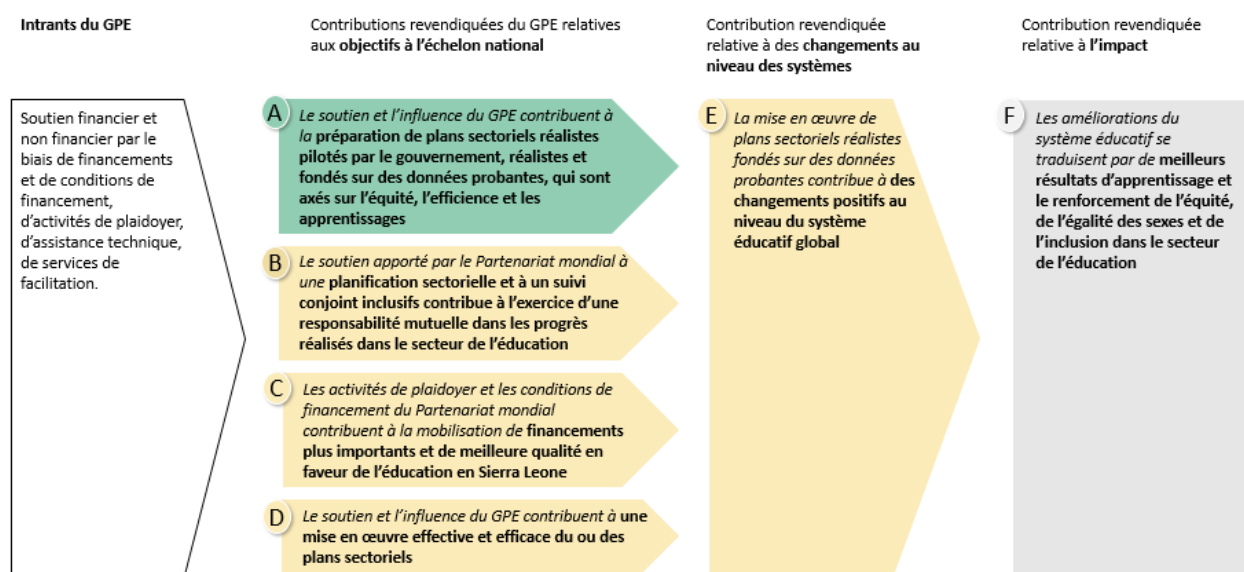 Intrants du GPE
Contributions revendiquées du GPE relatives
aux objectifs à l'échelon national
Contribution revendiquée
relative à des changements au
niveau des systèmes
Contribution revendiquée
relative à l'impact
Soutien financier et
non financier par le
biais de financements
et de conditions de
financement,
d'activités de plaidoyer,
d'assistance technique,
de services de
facilitation.
A
Le soutien et l'influence du GPE contribuent à
la préparation de plans sectoriels réalistes
pilotés par le gouvernement, réalistes et
fondés sur des données probantes, qui sont
axés sur l'équité, l'efficience et les
apprentissages
B
Le soutien apporté par le Partenariat mondial à
une planification sectorielle et à un suivi
conjoint inclusifs contribue à l'exercice d'une
responsabilité mutuelle dans les progrès
réalisés dans le secteur de l'éducation
C
Les activités de plaidoyer et les conditions de
financement du Partenariat mondial
contribuent à la mobilisation de financements
plus importants et de meilleure qualité en
faveur de l'éducation en Sierra Leone
D
Le soutien et l'influence du GPE contribuent à une
mise en œuvre effective et efficace du ou des
plans sectoriels
E
La mise en œuvre de
plans sectoriels réalistes
fondés sur des données
probantes contribue à des
changements positifs au
niveau du système
éducatif global
F
Les améliorations du
système éducatif se
traduisent par de meilleurs
résultats d'apprentissage et
le renforcement de l'équité,
de l'égalité des sexes et de
l'inclusion dans le secteur
de l'éducation